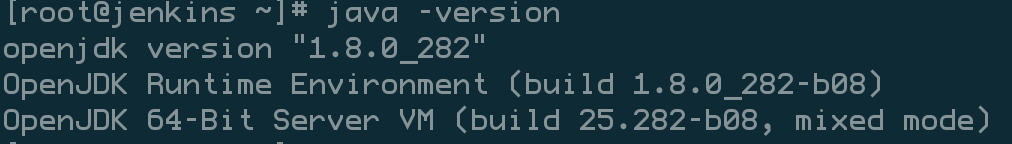 [root@jenkins ~]# java -version
openjdk version "1.8.0_282"
OpenJDK Runtime Environment (build 1.8.0_282-b08)
OpenJDK 64-Bit Server VM (build 25.282-b08, mixed mode)